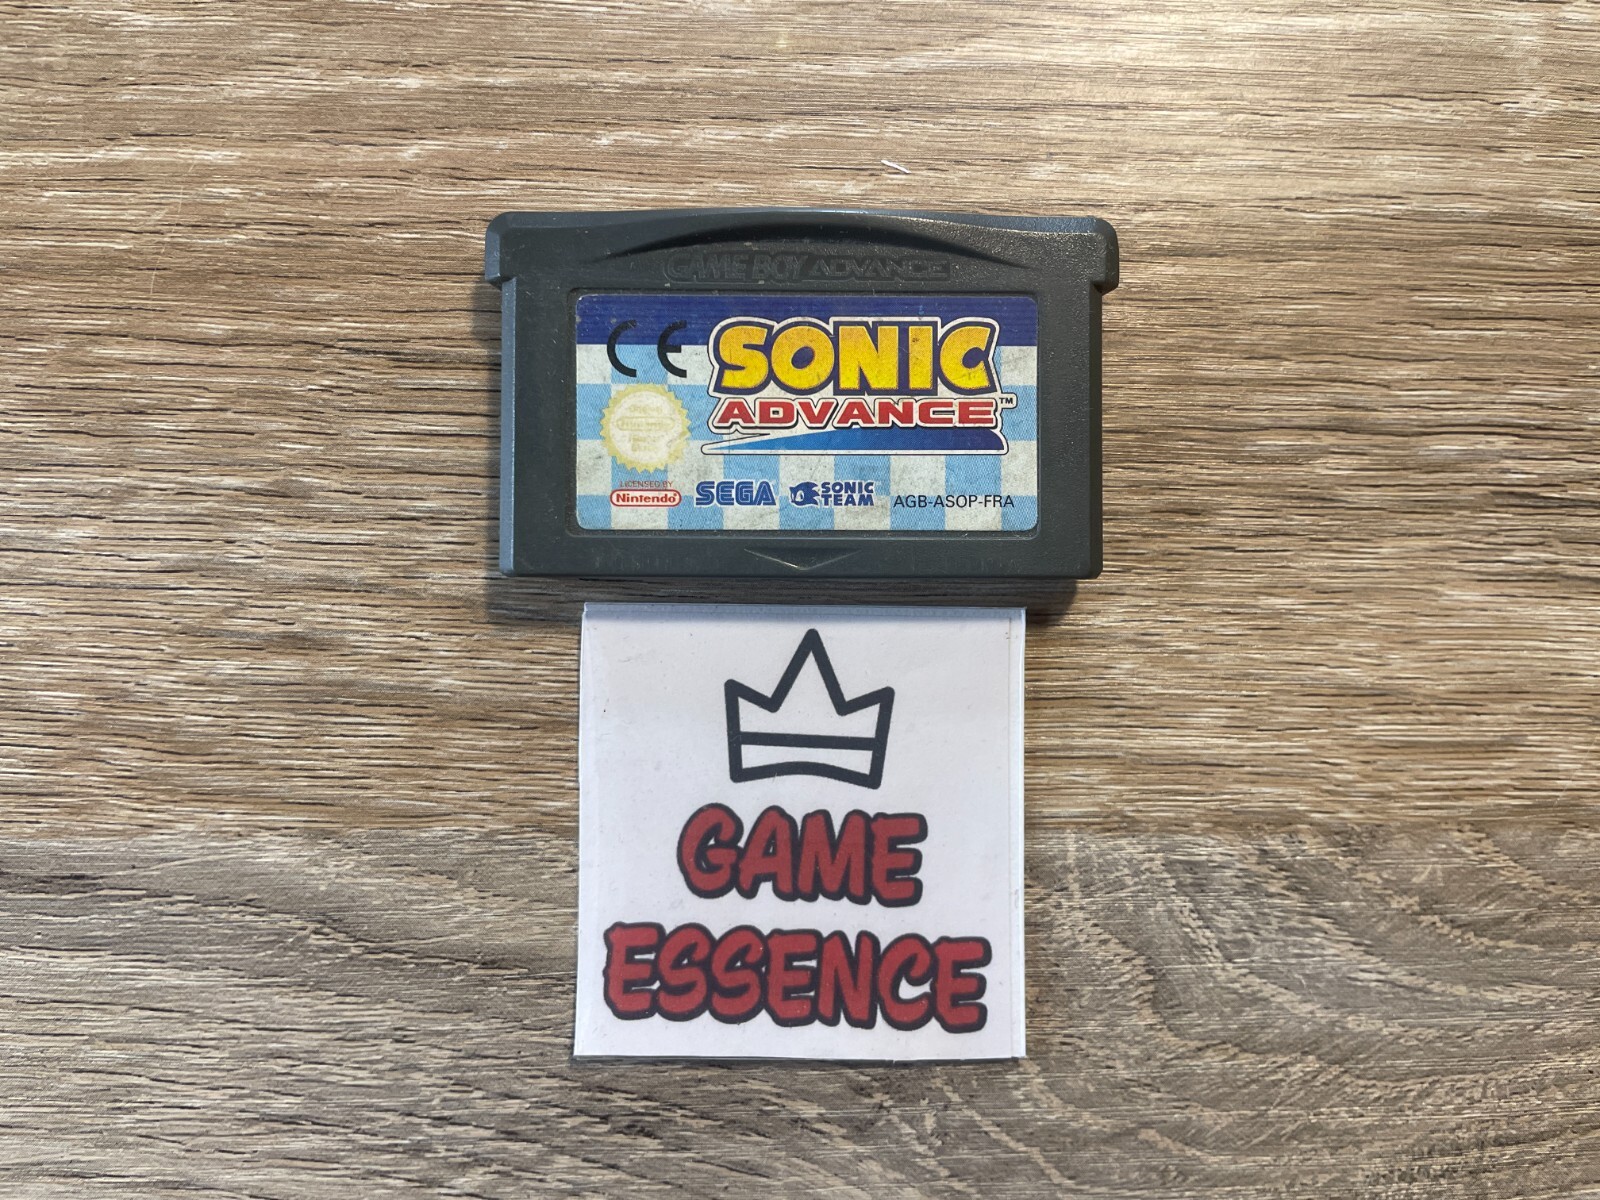 GAME BOY ADVANCE
CE
SONIC
ADVANCE™
LICENSED BY
Nintendo®
SEGA
SONIC
TEAM
AGB-ASOP-FRA
GAME
ESSENCE